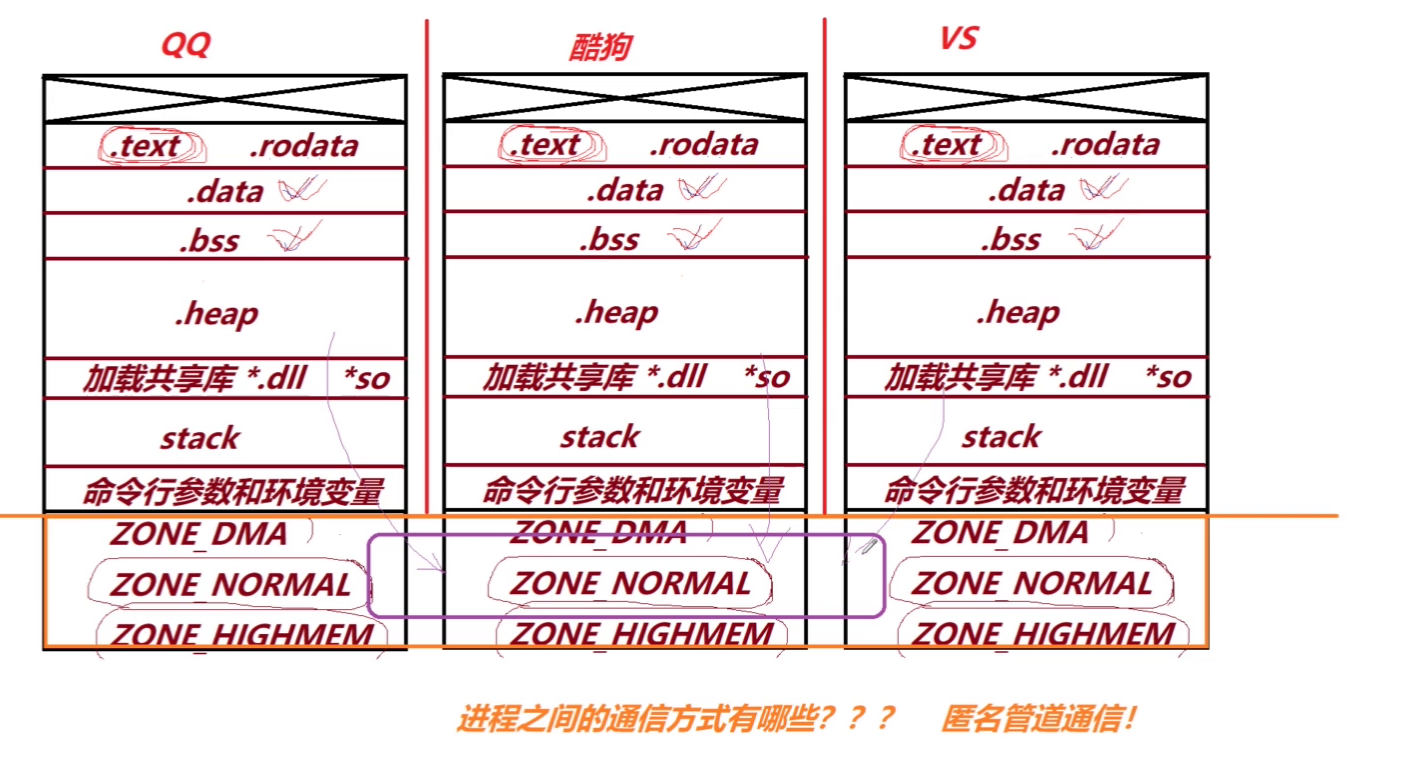 QQ 酷狗 VS
.text .rodata .text .rodata .text .rodata
.data .data .data
.bss .bss .bss
.heap .heap .heap
加载共享库 *.dll *so 加载共享库 *.dll *so 加载共享库 *.dll *so
stack stack stack
命令行参数和环境变量 命令行参数和环境变量 命令行参数和环境变量
ZONE_DMA ZONE_DMA ZONE_DMA
ZONE_NORMAL ZONE_NORMAL ZONE_NORMAL
ZONE_HIGHMEM ZONE_HIGHMEM ZONE_HIGHMEM
进程之间的通信方式有哪些？？？ 匿名管道通信！